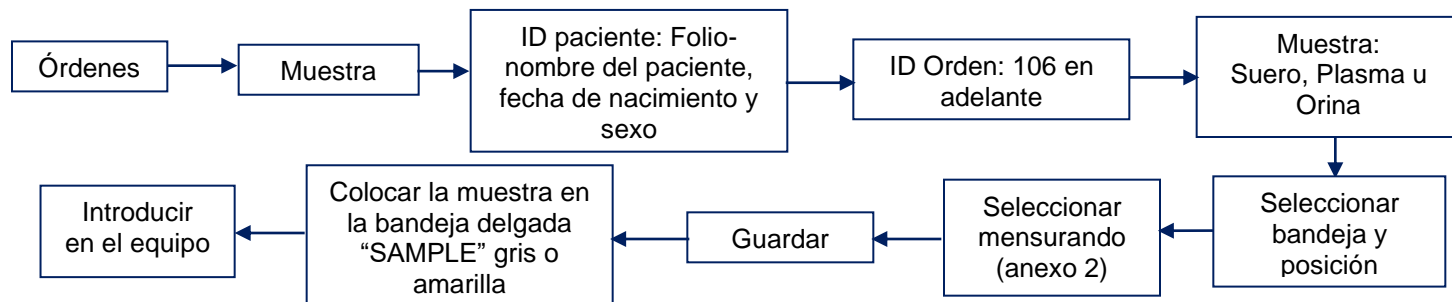 Órdenes
Muestra
ID paciente: Folio-
nombre del paciente,
fecha de nacimiento y
sexo
ID Orden: 106 en
adelante
Muestra:
Suero, Plasma u
Orina
Seleccionar
bandeja y
posición
Seleccionar
mensurando
(anexo 2)
Guardar
Colocar la muestra en
la bandeja delgada
“SAMPLE” gris o
amarilla
Introducir
en el equipo